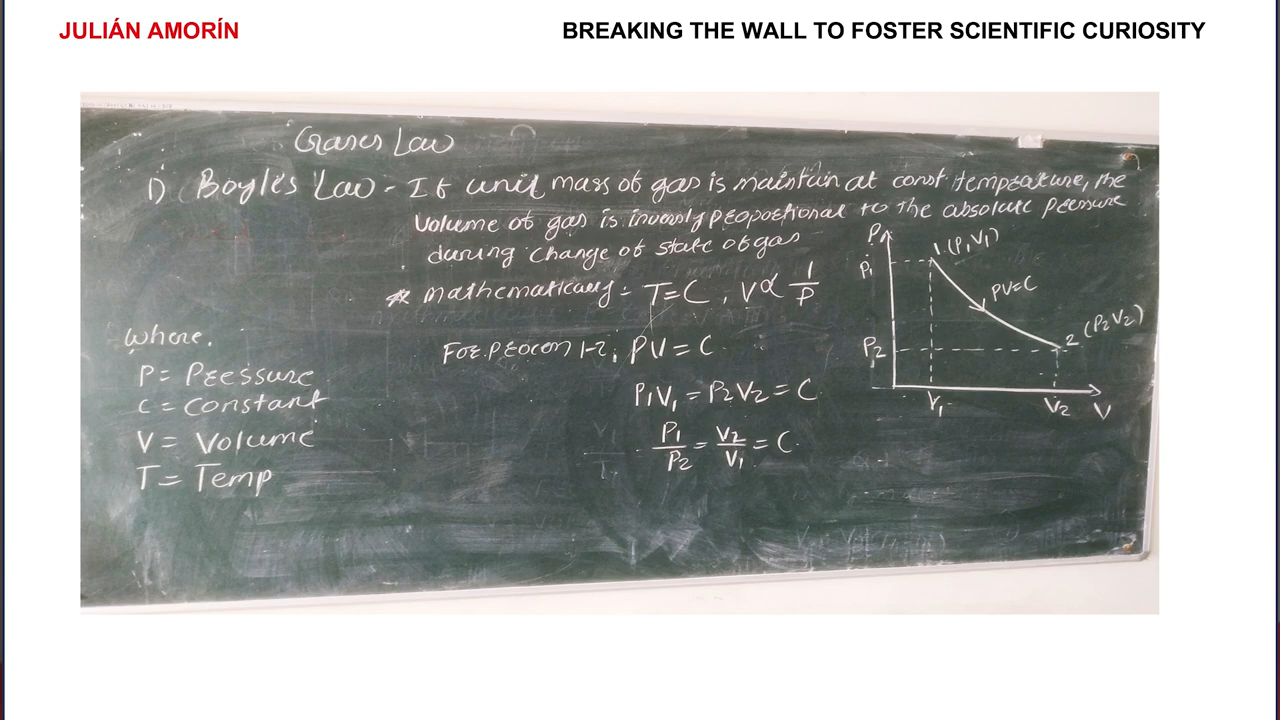 JULIÁN AMORÍN
BREAKING THE WALL TO FOSTER SCIENTIFIC CURIOSITY
Gases Law
1) Boyle's Law - If unit mass of gas is maintain at const temperature, the
volume of gas is inversly propoetional to the absolute pressure
during change of state of gas
Mathematically = T=C, V ∝ 1/P
For process 1-2, PV = C
P1V1 = P2V2 = C
P1/P2 = V2/V1 = C
Where,
P = Pressure
C = Constant
V = Volume
T = Temp
P
1 (P1V1)
P1
PV=C
2 (P2V2)
P2
V1
V2
V